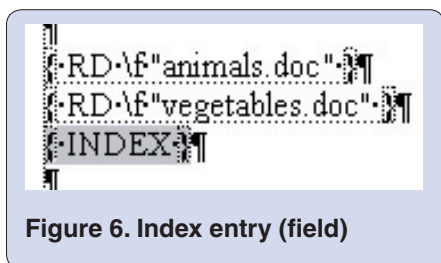 ¶
{·RD·\f"animals.doc"·}¶
{·RD·\f"vegetables.doc"·}¶
{·INDEX·}¶
¶
Figure 6. Index entry (field)